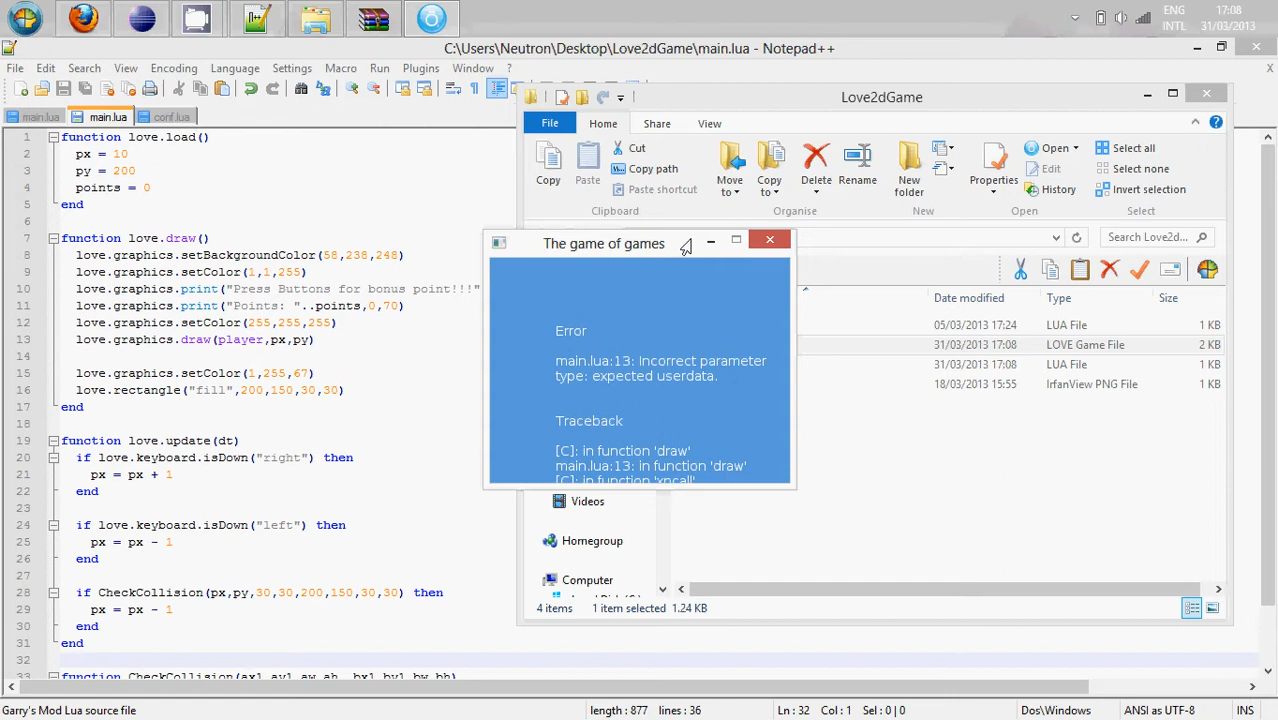 ENG
17:08
INTL
31/03/2013
C:\Users\Neutron\Desktop\Love2dGame\main.lua - Notepad++
File Edit Search View Encoding Language Settings Macro Run Plugins Window ?
X
main.lua
main.lua
conf.lua
1 function love.load()
2 px = 10
3 py = 200
4 points = 0
5 end
6
7 function love.draw()
8 love.graphics.setBackgroundColor(58,238,248)
9 love.graphics.setColor(1,1,255)
10 love.graphics.print("Press Buttons for bonus point!!!"
11 love.graphics.print("Points: "..points,0,70)
12 love.graphics.setColor(255,255,255)
13 love.graphics.draw(player,px,py)
14
15 love.graphics.setColor(1,255,67)
16 love.rectangle("fill",200,150,30,30)
17 end
18
19 function love.update(dt)
20 if love.keyboard.isDown("right") then
21 px = px + 1
22 end
23
24 if love.keyboard.isDown("left") then
25 px = px - 1
26 end
27
28 if CheckCollision(px,py,30,30,200,150,30,30) then
29 px = px - 1
30 end
31 end
32
33 function CheckCollision(ax1,ay1,aw,ah, bx1,by1,bw,bh)
Love2dGame
File Home Share View
Copy
Paste
Cut
Copy path
Paste shortcut
Clipboard
Move to
Copy to
Delete
Rename
Organise
New folder
New
Properties
Open
Edit
History
Open
Select all
Select none
Invert selection
Select
Search Love2d...
Date modified Type Size
05/03/2013 17:24 LUA File 1 KB
31/03/2013 17:08 LOVE Game File 2 KB
31/03/2013 17:08 LUA File 1 KB
18/03/2013 15:55 IrfanView PNG File 1 KB
Videos
Homegroup
Computer
4 items 1 item selected 1.24 KB
The game of games
Error
main.lua:13: Incorrect parameter
type: expected userdata.
Traceback
[C]: in function 'draw'
main.lua:13: in function 'draw'
[C]: in function 'xpcall'
Garry's Mod Lua source file length : 877 lines : 36 Ln : 32 Col : 1 Sel : 0 | 0 Dos\Windows ANSI as UTF-8 INS